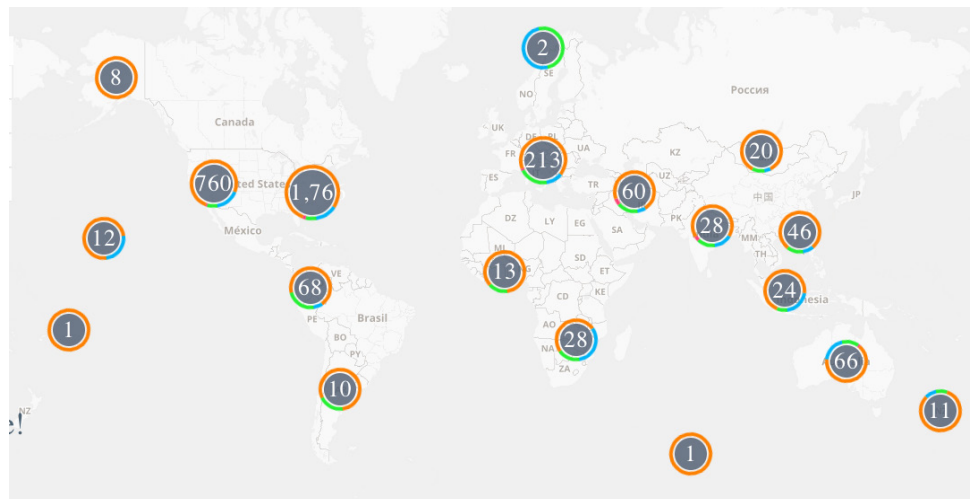 2
8
Россия
SE
NO
Canada
UK
DE
PL
20
FR
213
UA
KZ
760
ted State
1,76
ES
TR
60
UZ
中国
JP
12
México
DZ
LY
EG
SA
PK
28
MM
46
TH
68
VE
13
SD
ET
24
nesia
1
PE
Brasil
CD
KE
BO
AO
28
PY
NA
66
10
ZA
NZ
11
e!
1